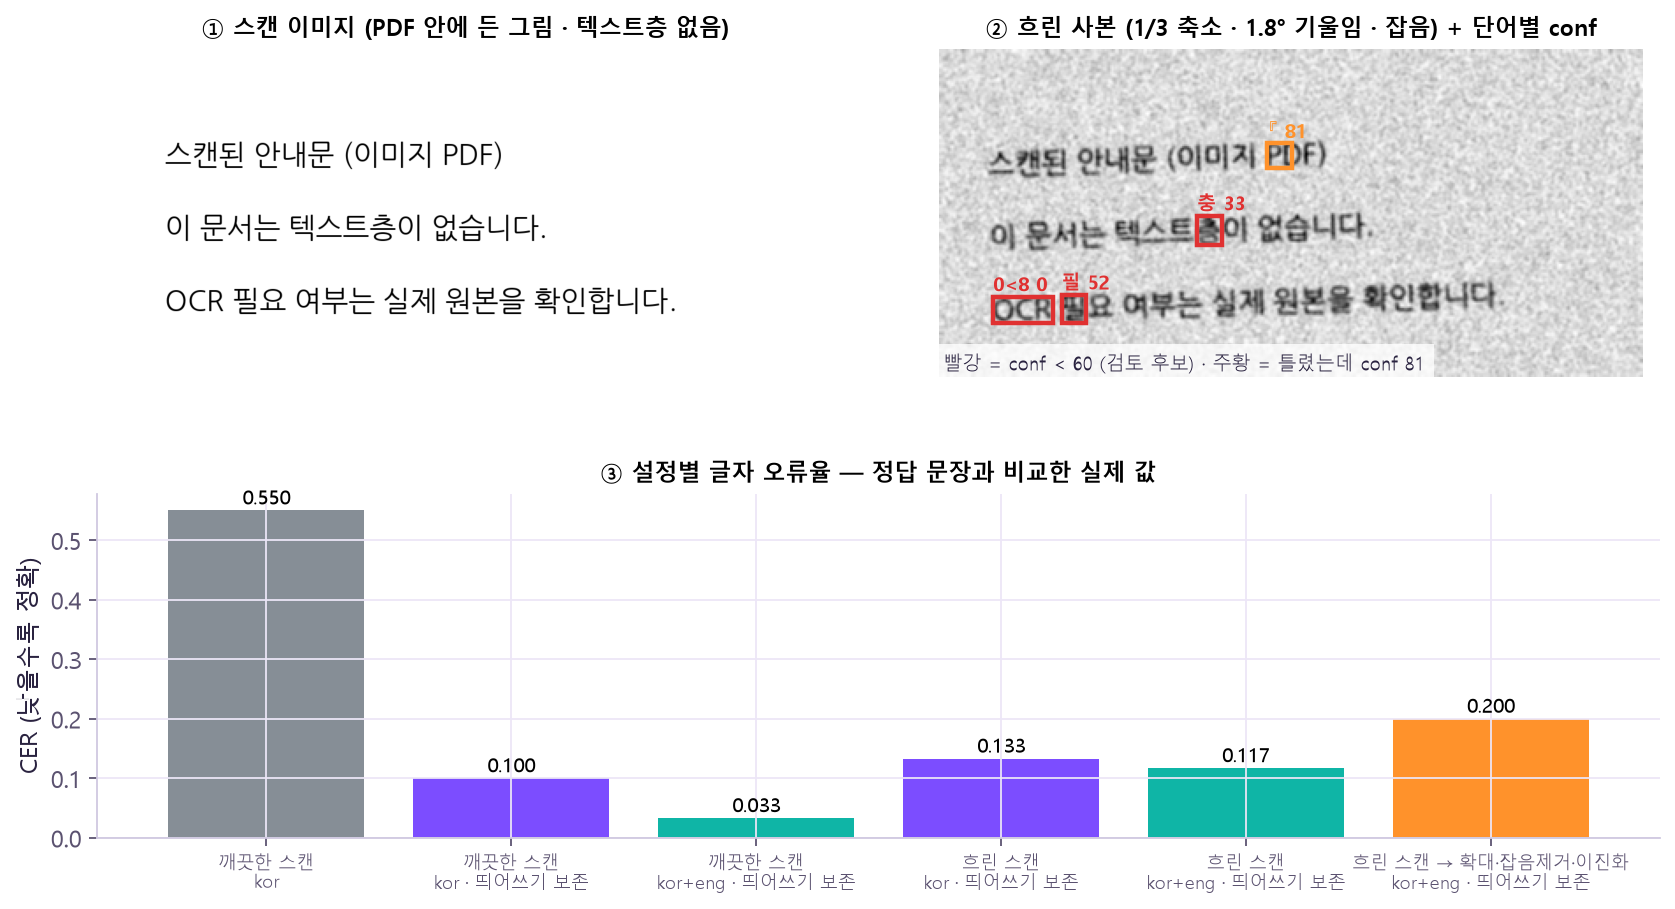 ① 스캔 이미지 (PDF 안에 든 그림 · 텍스트층 없음)
스캔된 안내문 (이미지 PDF)
이 문서는 텍스트층이 없습니다.
OCR 필요 여부는 실제 원본을 확인합니다.
② 흐린 사본 (1/3 축소 · 1.8° 기울임 · 잡음) + 단어별 conf
『 81
스캔된 안내문 (이미지 PDF)
충 33
이 문서는 텍스트층이 없습니다.
0<8 0 필 52
OCR 필요 여부는 실제 원본을 확인합니다.
빨강 = conf < 60 (검토 후보) · 주황 = 틀렸는데 conf 81
③ 설정별 글자 오류율 — 정답 문장과 비교한 실제 값
CER (낮을수록 정확)
0.5
0.4
0.3
0.2
0.1
0.0
0.550
0.100
0.033
0.133
0.117
0.200
깨끗한 스캔
kor
깨끗한 스캔
kor · 띄어쓰기 보존
깨끗한 스캔
kor+eng · 띄어쓰기 보존
흐린 스캔
kor · 띄어쓰기 보존
흐린 스캔
kor+eng · 띄어쓰기 보존
흐린 스캔 → 확대·잡음제거·이진화
kor+eng · 띄어쓰기 보존